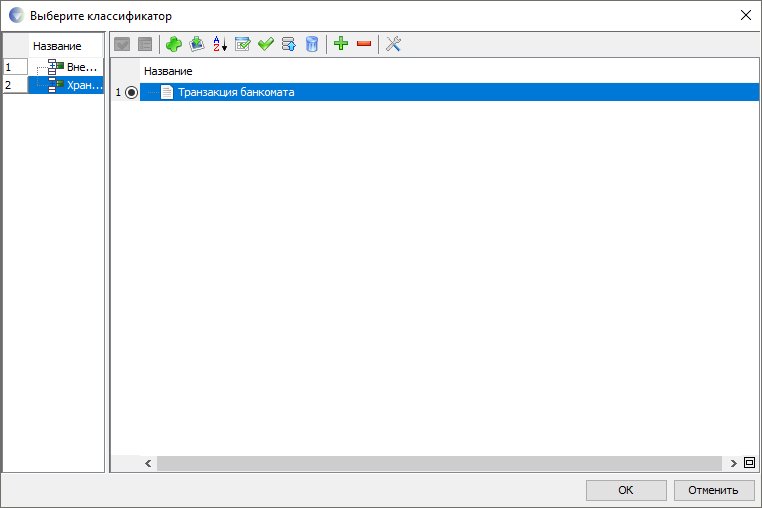 Выберите классификатор
Название
1 Вне...
2 Хран...
A
Z
Название
1 Транзакция банкомата
OK Отменить